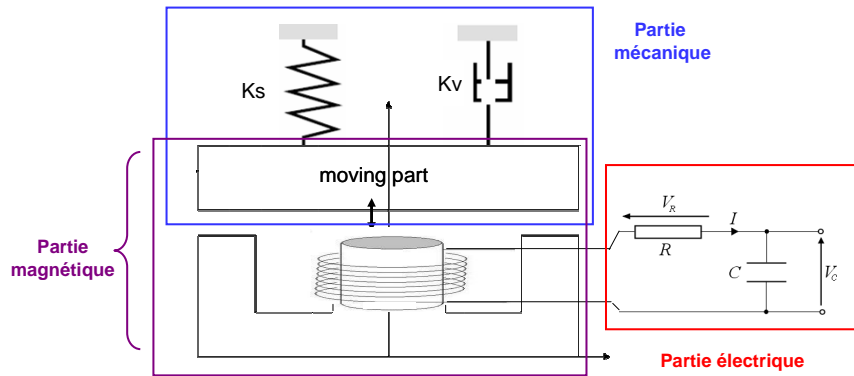 Partie
mécanique
Ks
Kv
moving part
Partie
magnétique
V_R
I
R
C
V_C
Partie électrique